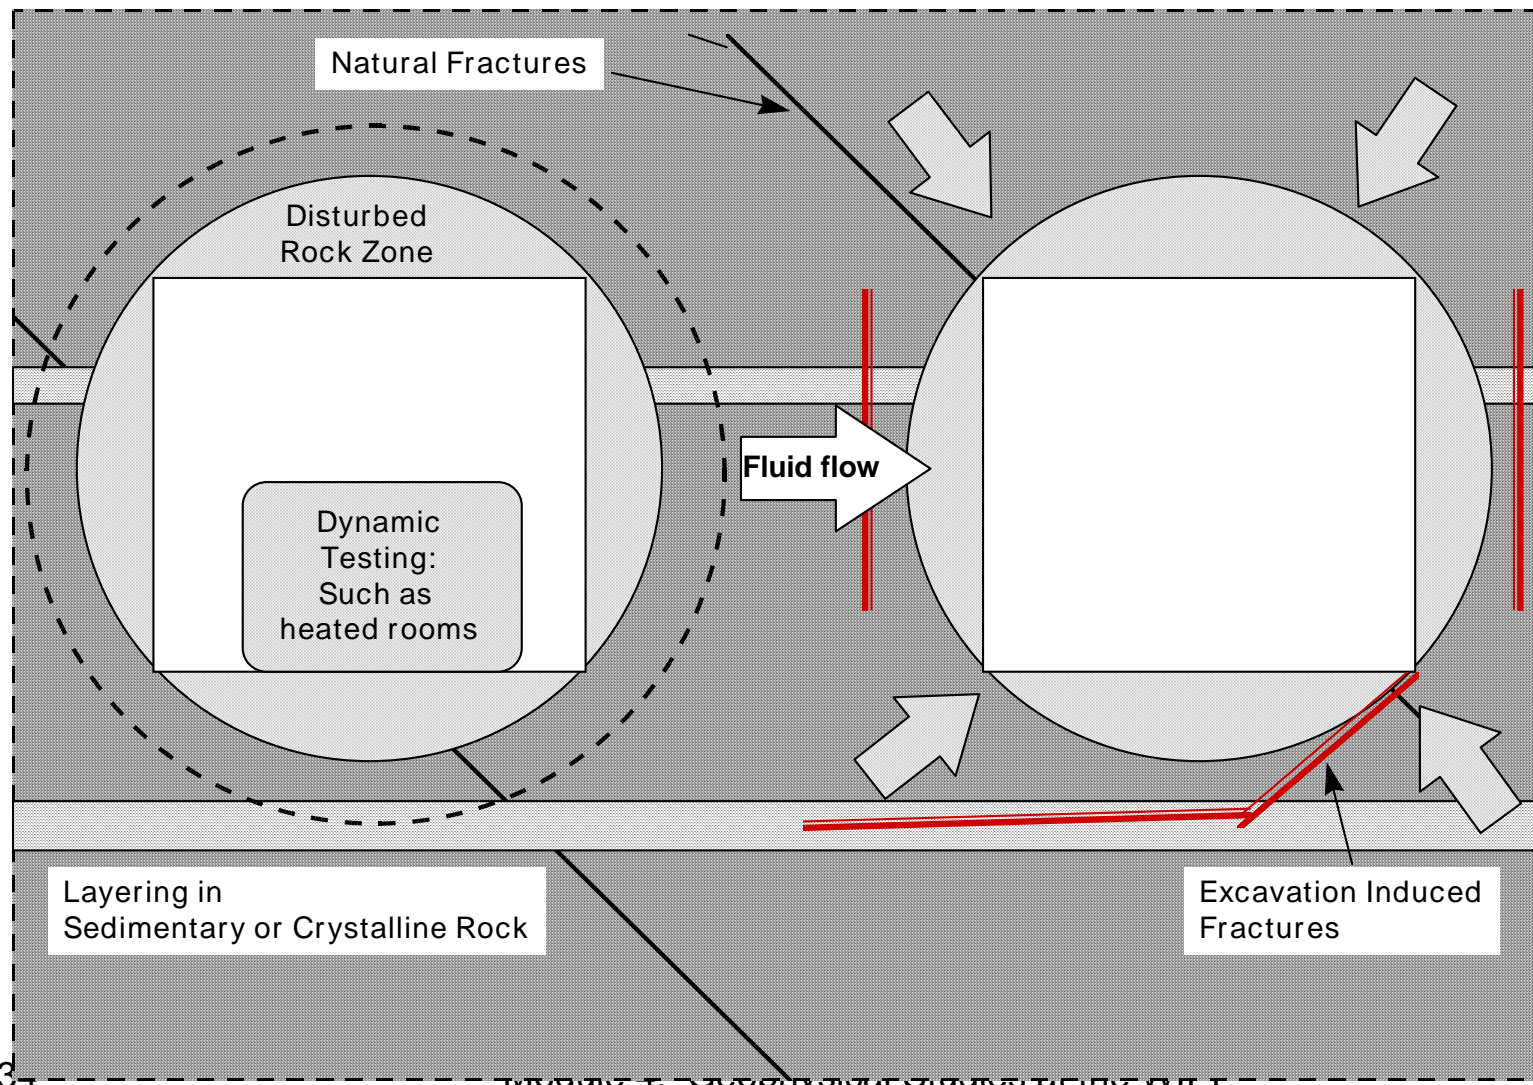 Natural Fractures
Disturbed
Rock Zone
Fluid flow
Dynamic
Testing:
Such as
heated rooms
Layering in
Sedimentary or Crystalline Rock
Excavation Induced
Fractures